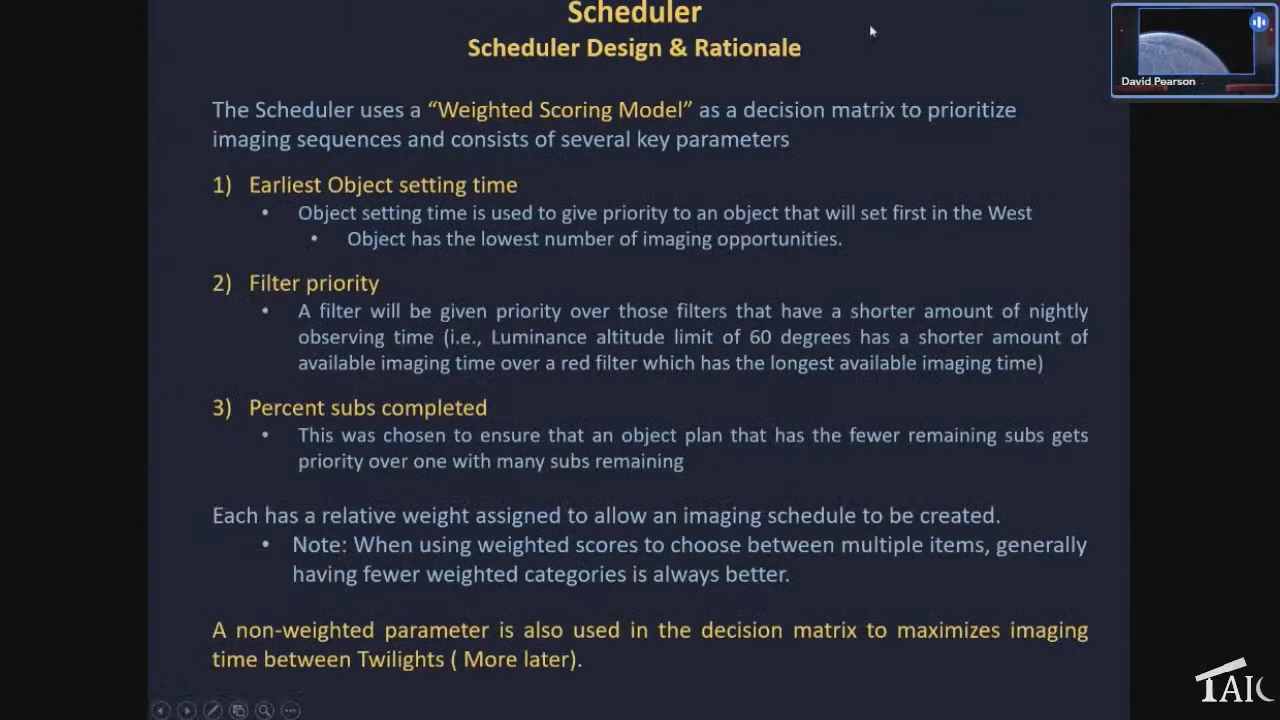 Scheduler
Scheduler Design & Rationale
David Pearson
The Scheduler uses a “Weighted Scoring Model” as a decision matrix to prioritize
imaging sequences and consists of several key parameters
1) Earliest Object setting time
• Object setting time is used to give priority to an object that will set first in the West
• Object has the lowest number of imaging opportunities.
2) Filter priority
• A filter will be given priority over those filters that have a shorter amount of nightly
observing time (i.e., Luminance altitude limit of 60 degrees has a shorter amount of
available imaging time over a red filter which has the longest available imaging time)
3) Percent subs completed
• This was chosen to ensure that an object plan that has the fewer remaining subs gets
priority over one with many subs remaining
Each has a relative weight assigned to allow an imaging schedule to be created.
• Note: When using weighted scores to choose between multiple items, generally
having fewer weighted categories is always better.
A non-weighted parameter is also used in the decision matrix to maximizes imaging
time between Twilights ( More later).
TAIC